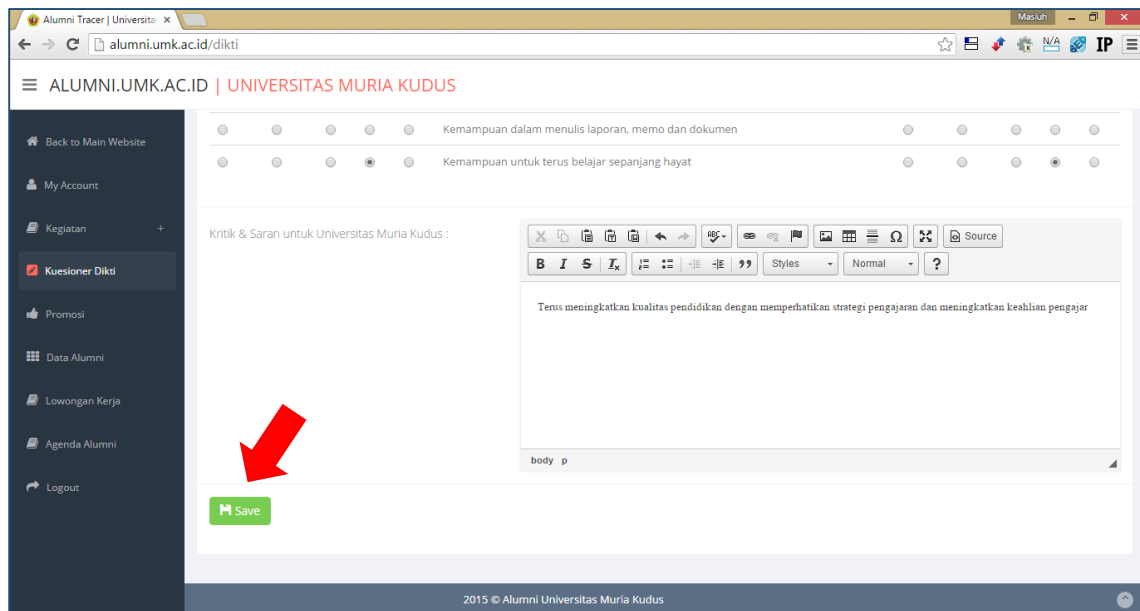 Alumni Tracer | Universita
Masluh
alumni.umk.ac.id/dikti
N/A
IP
ALUMNI.UMK.AC.ID | UNIVERSITAS MURIA KUDUS
Back to Main Website
My Account
Kegiatan +
Kuesioner Dikti
Promosi
Data Alumni
Lowongan Kerja
Agenda Alumni
Logout
Kemampuan dalam menulis laporan, memo dan dokumen
Kemampuan untuk terus belajar sepanjang hayat
Kritik & Saran untuk Universitas Muria Kudus :
ABC Ω Source
B I S Ix Styles Normal ?
Terus meningkatkan kualitas pendidikan dengan memperhatikan strategi pengajaran dan meningkatkan keahlian pengajar
body p
Save
2015 © Alumni Universitas Muria Kudus